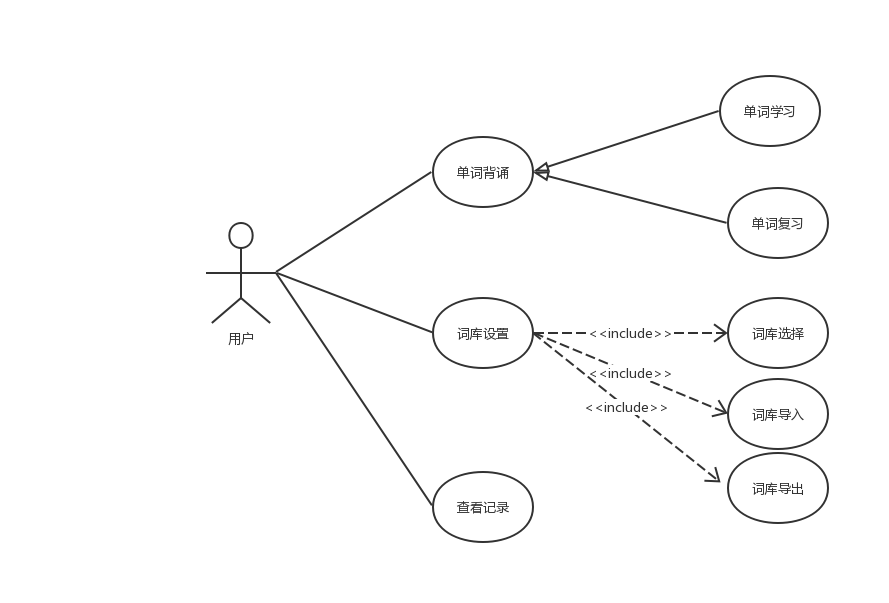 单词学习
单词背诵
单词复习
用户
词库设置
<<include>>
词库选择
<<include>>
词库导入
<<include>>
词库导出
查看记录